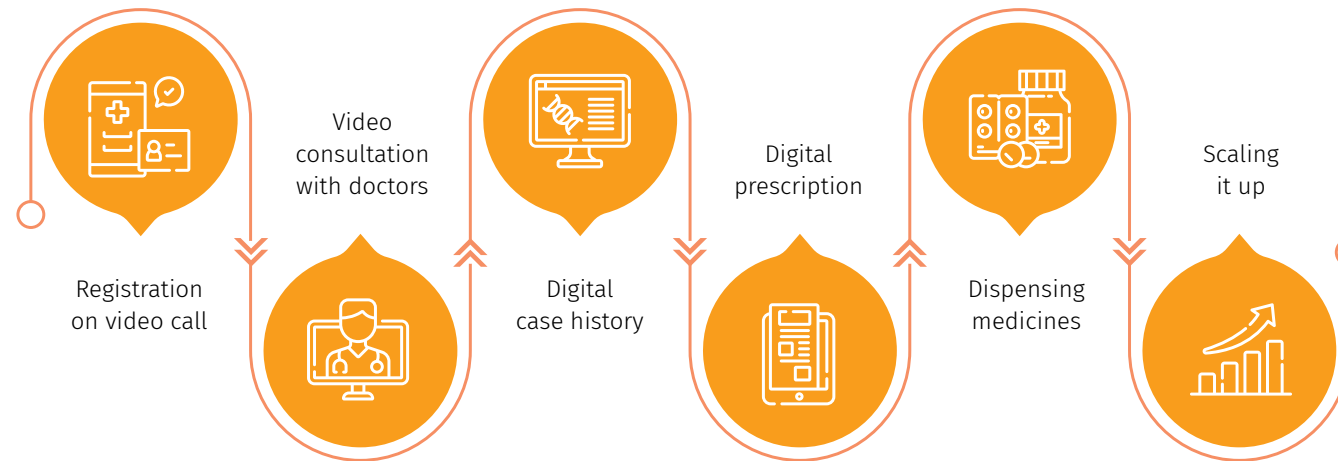 Registration
on video call
Video
consultation
with doctors
Digital
case history
Digital
prescription
Dispensing
medicines
Scaling
it up